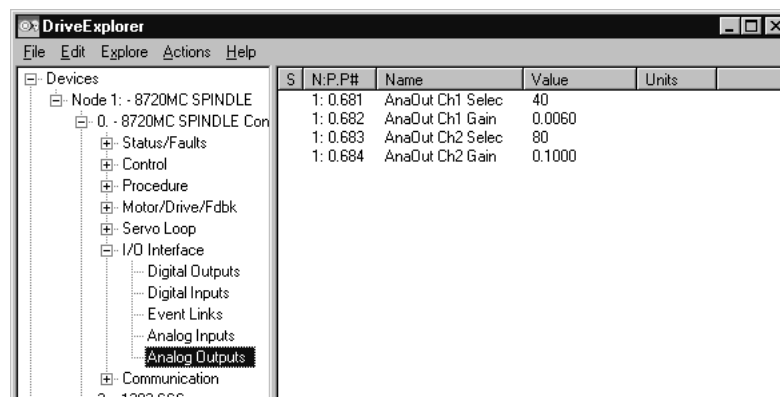 DriveExplorer
File Edit Explore Actions Help
Devices
Node 1: - 8720MC SPINDLE
0. - 8720MC SPINDLE Con
Status/Faults
Control
Procedure
Motor/Drive/Fdbk
Servo Loop
I/O Interface
Digital Outputs
Digital Inputs
Event Links
Analog Inputs
Analog Outputs
Communication
S N:P.P# Name Value Units
1: 0.681 AnaOut Ch1 Selec 40
1: 0.682 AnaOut Ch1 Gain 0.0060
1: 0.683 AnaOut Ch2 Selec 80
1: 0.684 AnaOut Ch2 Gain 0.1000